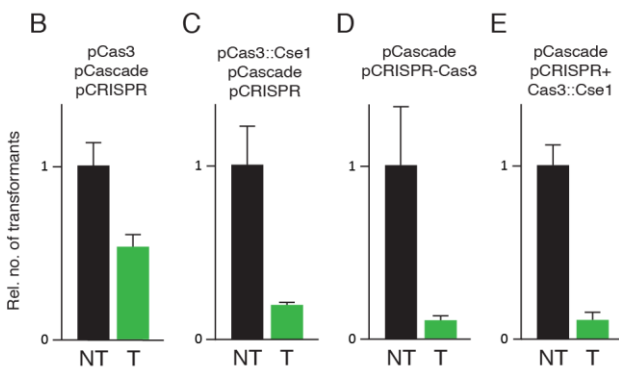 B
pCas3
pCascade
pCRISPR
Rel. no. of transformants
1
0
NT T
C
pCas3::Cse1
pCascade
pCRISPR
1
0
NT T
D
pCascade
pCRISPR-Cas3
1
0
NT T
E
pCascade
pCRISPR+
Cas3::Cse1
1
0
NT T